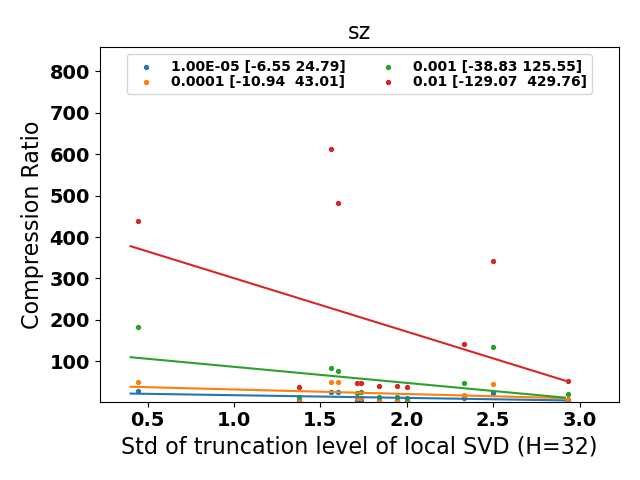 sz
1.00E-05 [-6.55 24.79]
0.0001 [-10.94  43.01]
0.001 [-38.83 125.55]
0.01 [-129.07  429.76]
Compression Ratio
800
700
600
500
400
300
200
100
0.5 1.0 1.5 2.0 2.5 3.0
Std of truncation level of local SVD (H=32)